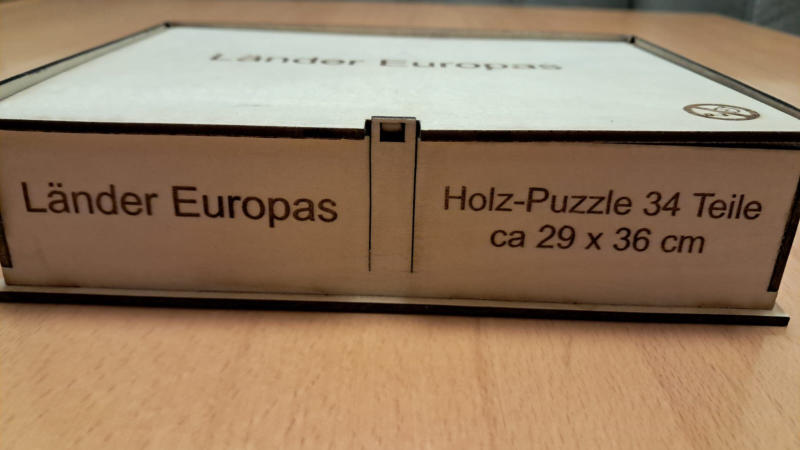 Länder Europas
Länder Europas
Holz-Puzzle 34 Teile
ca 29 x 36 cm